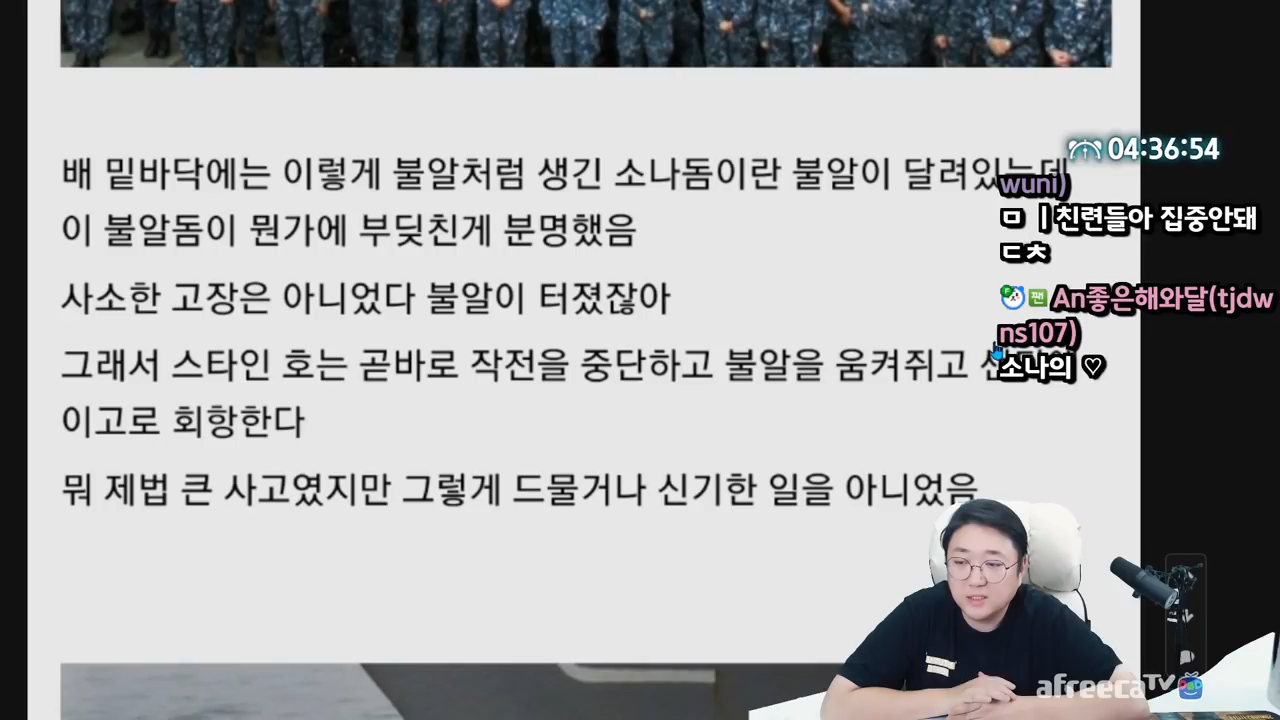 배 밑바닥에는 이렇게 불알처럼 생긴 소나돔이란 불알이 달려있는데
이 불알돔이 뭔가에 부딪친게 분명했음
사소한 고장은 아니었다 불알이 터졌잖아
그래서 스타인 호는 곧바로 작전을 중단하고 불알을 움켜쥐고
이고로 회항한다
뭐 제법 큰 사고였지만 그렇게 드물거나 신기한 일을 아니었음
04:36:54
wuni)
ㅁㅣ친련들아 집중안돼
ㄷㅊ
F 팬 An좋은해와달(tjdw
ns107)
소나의 ♡
afreecaTV